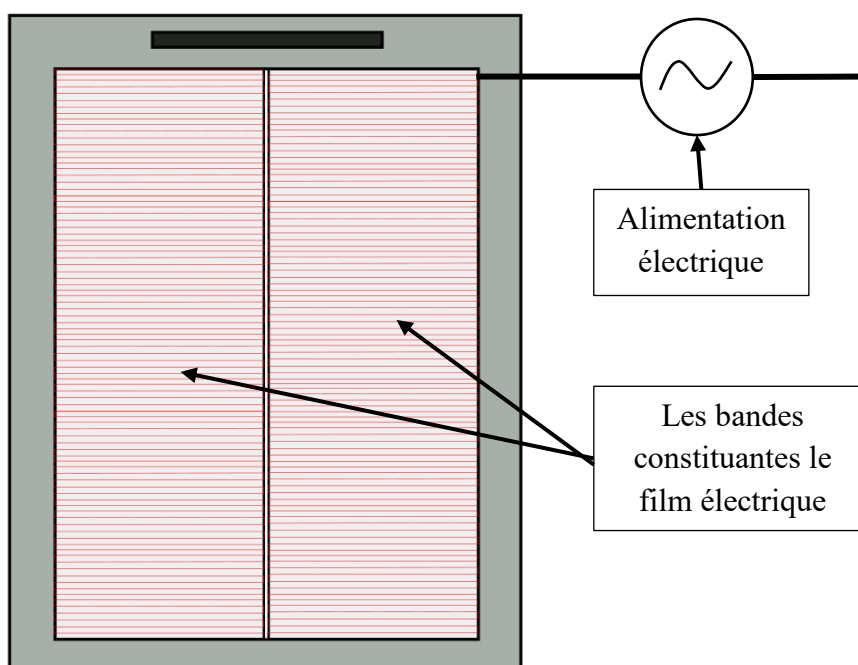 Alimentation
électrique
Les bandes
constituantes le
film électrique